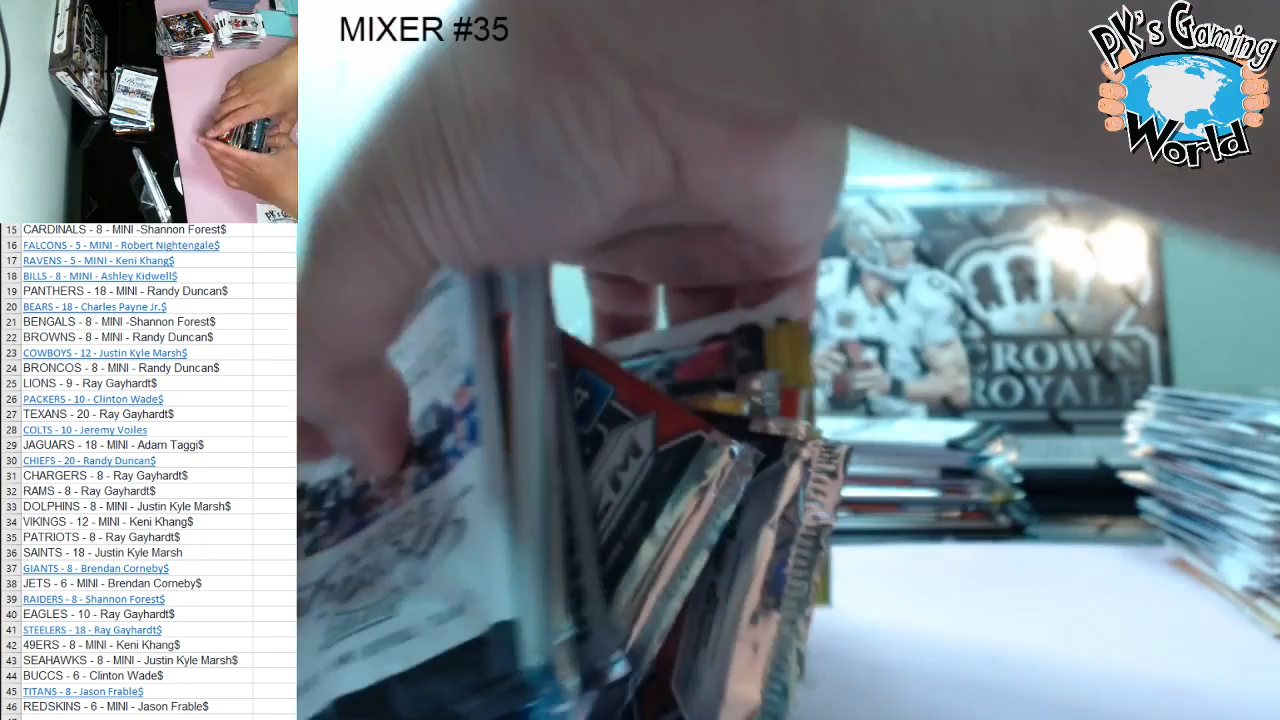 MIXER #35
PK's Gaming
World
15 CARDINALS - 8 - MINI -Shannon Forest$
16 FALCONS - 5 - MINI - Robert Nightengale$
17 RAVENS - 5 - MINI - Keni Khang$
18 BILLS - 8 - MINI - Ashley Kidwell$
19 PANTHERS - 18 - MINI - Randy Duncan$
20 BEARS - 18 - Charles Payne Jr.$
21 BENGALS - 8 - MINI -Shannon Forest$
22 BROWNS - 8 - MINI - Randy Duncan$
23 COWBOYS - 12 - Justin Kyle Marsh$
24 BRONCOS - 8 - MINI - Randy Duncan$
25 LIONS - 9 - Ray Gayhardt$
26 PACKERS - 10 - Clinton Wade$
27 TEXANS - 20 - Ray Gayhardt$
28 COLTS - 10 - Jeremy Voiles
29 JAGUARS - 18 - MINI - Adam Taggi$
30 CHIEFS - 20 - Randy Duncan$
31 CHARGERS - 8 - Ray Gayhardt$
32 RAMS - 8 - Ray Gayhardt$
33 DOLPHINS - 8 - MINI - Justin Kyle Marsh$
34 VIKINGS - 12 - MINI - Keni Khang$
35 PATRIOTS - 8 - Ray Gayhardt$
36 SAINTS - 18 - Justin Kyle Marsh
37 GIANTS - 8 - Brendan Corneby$
38 JETS - 6 - MINI - Brendan Corneby$
39 RAIDERS - 8 - Shannon Forest$
40 EAGLES - 10 - Ray Gayhardt$
41 STEELERS - 18 - Ray Gayhardt$
42 49ERS - 8 - MINI - Keni Khang$
43 SEAHAWKS - 8 - MINI - Justin Kyle Marsh$
44 BUCCS - 6 - Clinton Wade$
45 TITANS - 8 - Jason Frable$
46 REDSKINS - 6 - MINI - Jason Frable$
CROWN
ROYALE